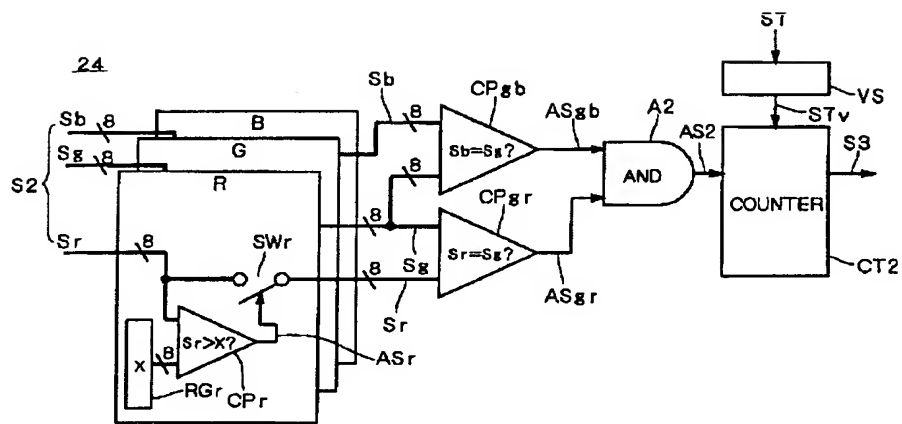 24
ST
VS
STv
Sb
8
CPgb
Sb=Sg?
ASgb
A2
AND
AS2
COUNTER
S3
CT2
S2
Sb
8
Sg
8
Sr
8
B
G
R
8
8
Sg
CPgr
Sr=Sg?
ASgr
SWr
8
Sr
Sr>X?
ASr
X
8
RGr
CPr